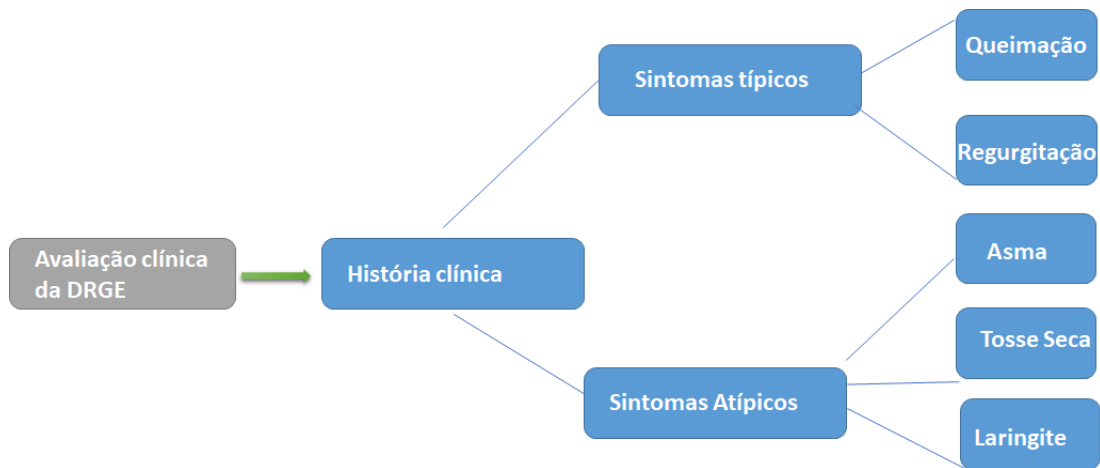 Avaliação clínica
da DRGE
História clínica
Sintomas típicos
Queimação
Regurgitação
Sintomas Atípicos
Asma
Tosse Seca
Laringite